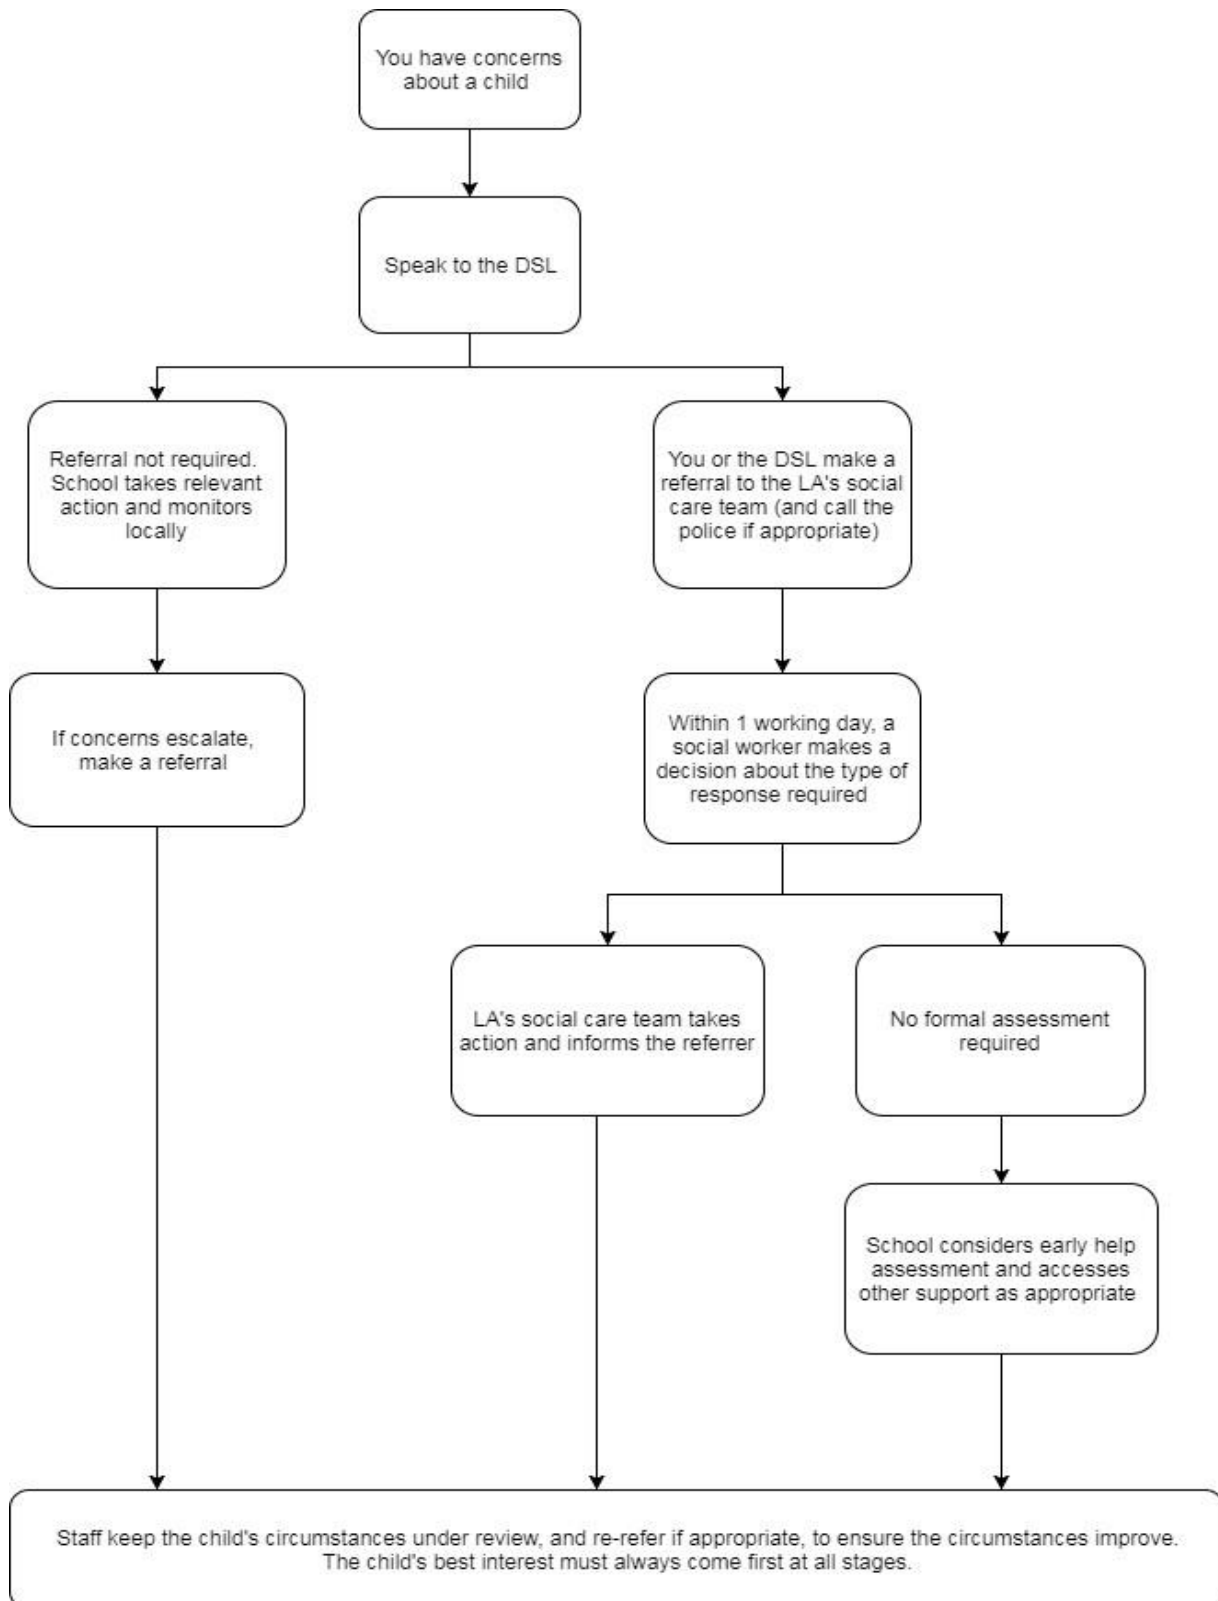 You have concerns
about a child
Speak to the DSL
Referral not required.
School takes relevant
action and monitors
locally
You or the DSL make a
referral to the LA's social
care team (and call the
police if appropriate)
If concerns escalate,
make a referral
Within 1 working day, a
social worker makes a
decision about the type of
response required
LA's social care team takes
action and informs the referrer
No formal assessment
required
School considers early help
assessment and accesses
other support as appropriate
Staff keep the child's circumstances under review, and re-refer if appropriate, to ensure the circumstances improve.
The child's best interest must always come first at all stages.